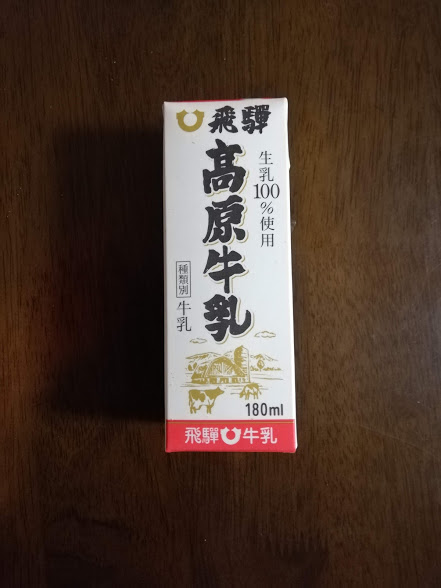 飛騨
高原牛乳
生乳100%使用
種類別 牛乳
180ml
飛騨牛乳